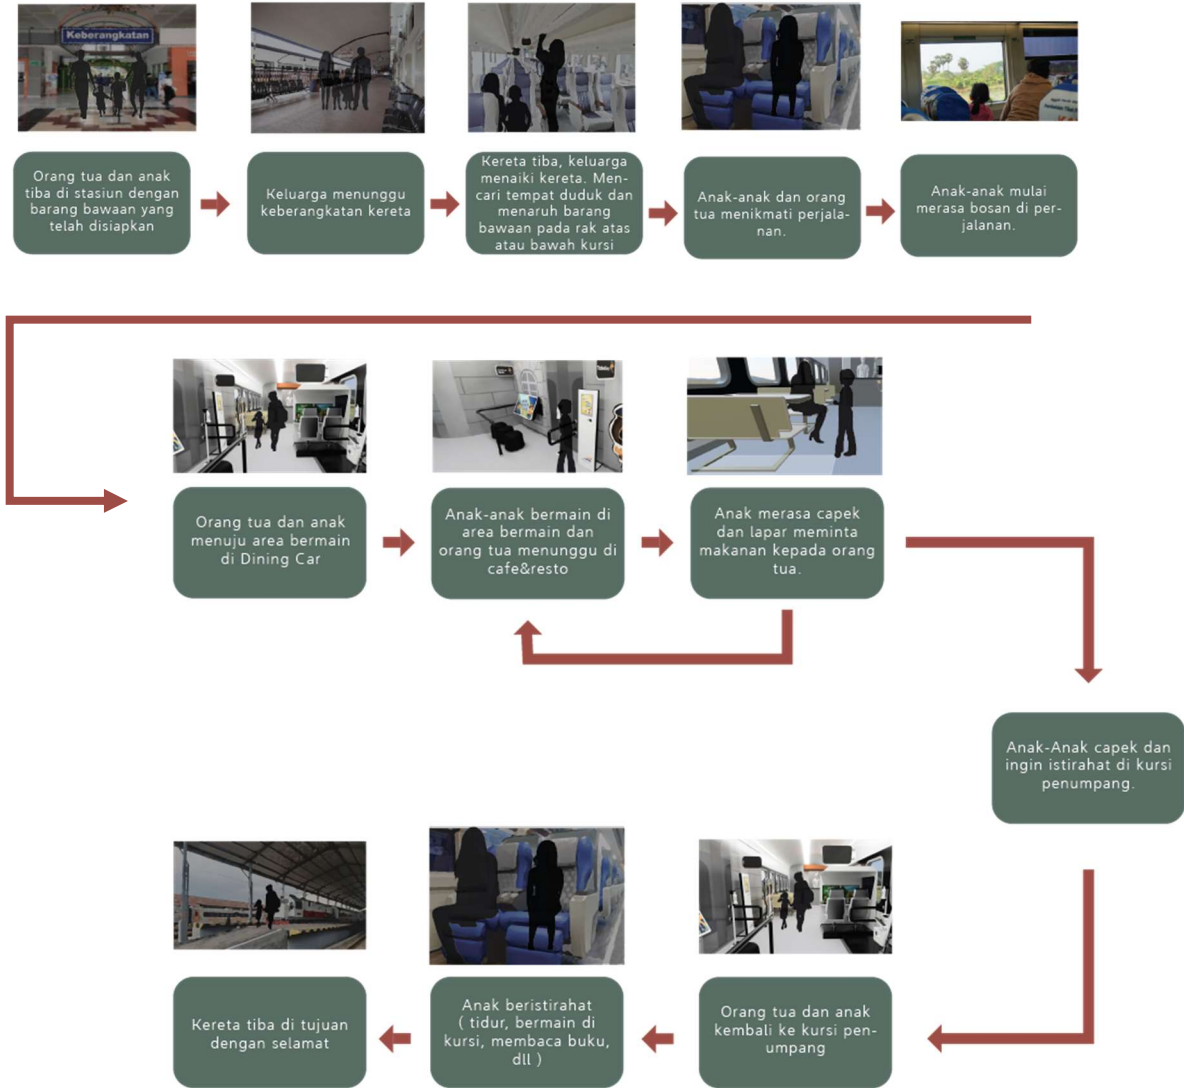 Keberangkatan
Orang tua dan anak
tiba di stasiun dengan
barang bawaan yang
telah disiapkan
Keluarga menunggu
keberangkatan kereta
Kereta tiba, keluarga
menaiki kereta. Men-
cari tempat duduk dan
menaruh barang
bawaan pada rak atas
atau bawah kursi
Anak-anak dan orang
tua menikmati perjala-
nan.
Anak-anak mulai
merasa bosan di per-
jalanan.
Orang tua dan anak
menuju area bermain
di Dining Car
Anak-anak bermain di
area bermain dan
orang tua menunggu di
cafe&resto
Anak merasa capek
dan lapar meminta
makanan kepada orang
tua.
Anak-Anak capek dan
ingin istirahat di kursi
penumpang.
Orang tua dan anak
kembali ke kursi pen-
umpang
Anak beristirahat
( tidur, bermain di
kursi, membaca buku,
dll )
Kereta tiba di tujuan
dengan selamat